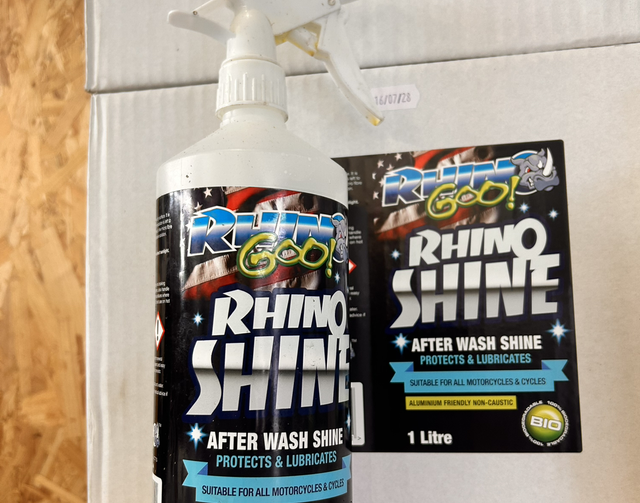 16/07/28
RHINO
GOO!
RHINO
SHINE
AFTER WASH SHINE
PROTECTS & LUBRICATES
SUITABLE FOR ALL MOTORCYCLES & CYCLES
RHINO
GOO!
RHINO
SHINE
AFTER WASH SHINE
PROTECTS & LUBRICATES
SUITABLE FOR ALL MOTORCYCLES & CYCLES
ALUMINIUM FRIENDLY NON-CAUSTIC
BIO
1 Litre